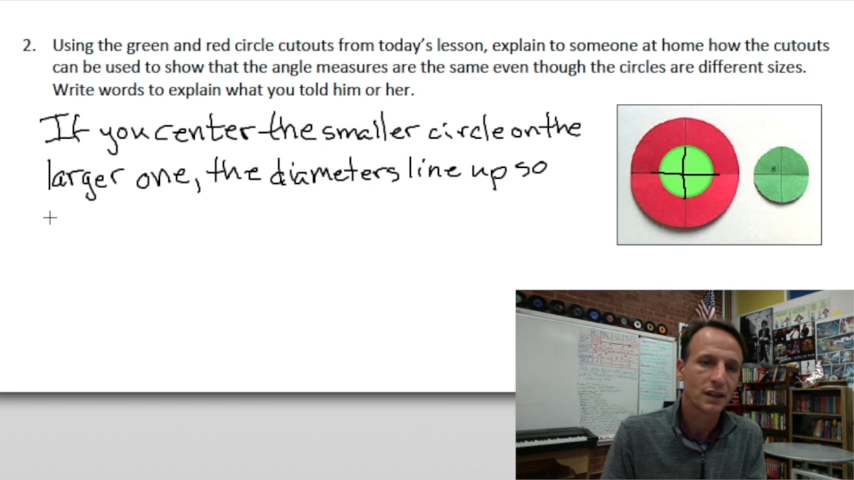 2. Using the green and red circle cutouts from today's lesson, explain to someone at home how the cutouts
can be used to show that the angle measures are the same even though the circles are different sizes.
Write words to explain what you told him or her.
If you center the smaller circle on the
larger one, the diameters line up so